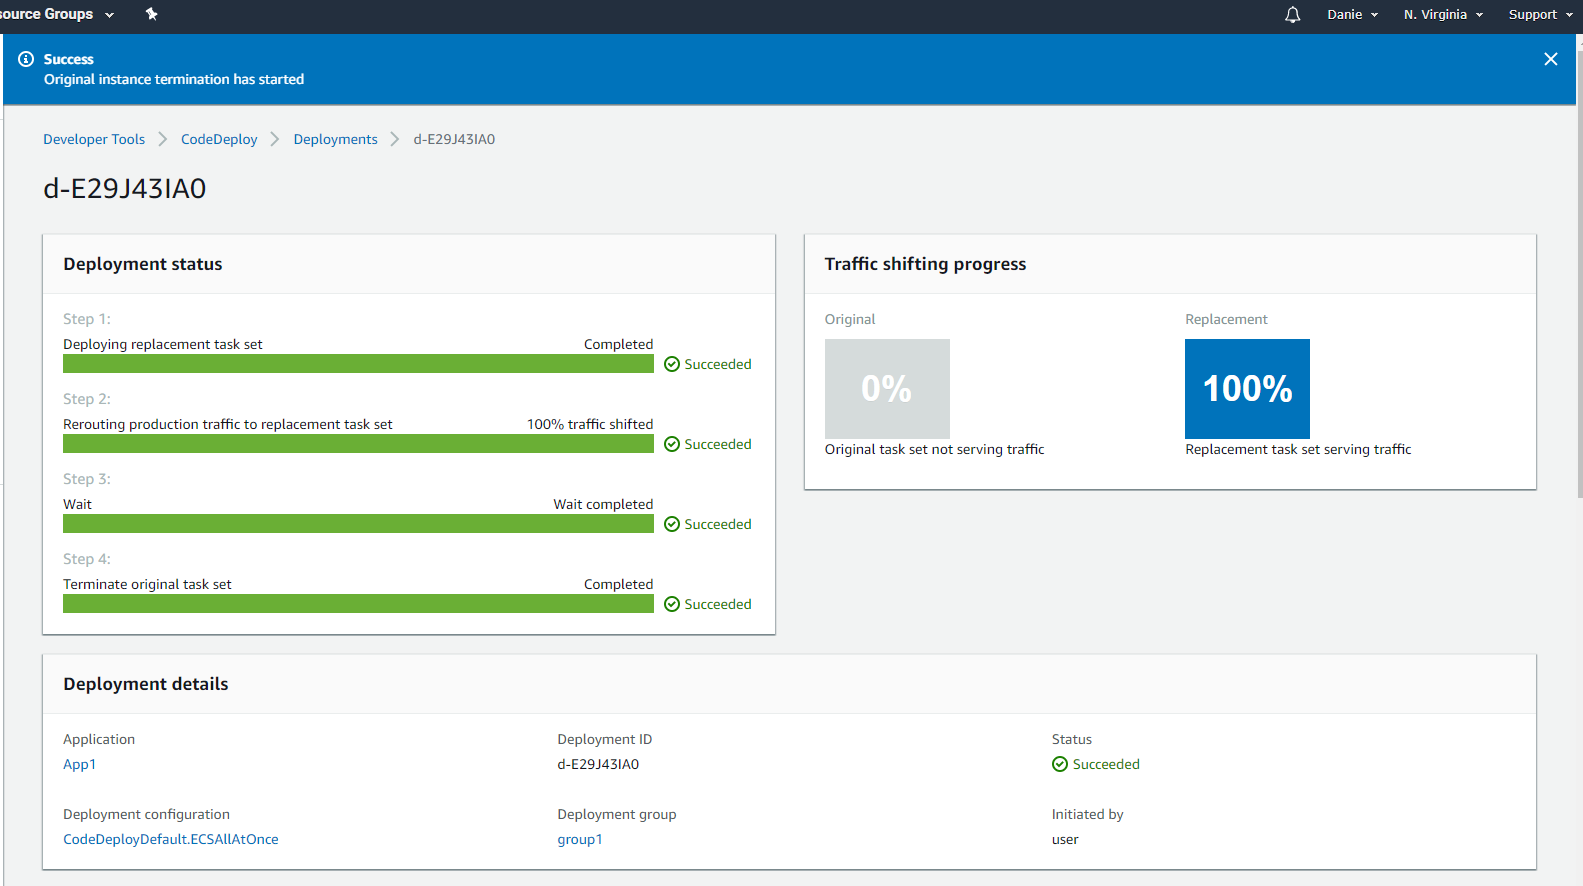 source Groups
Danie
N. Virginia
Support
Success
Original instance termination has started
Developer Tools
CodeDeploy
Deployments
d-E29J43IA0
d-E29J43IA0
Deployment status
Step 1:
Deploying replacement task set
Completed
Succeeded
Step 2:
Rerouting production traffic to replacement task set
100% traffic shifted
Succeeded
Step 3:
Wait
Wait completed
Succeeded
Step 4:
Terminate original task set
Completed
Succeeded
Traffic shifting progress
Original
Replacement
0%
100%
Original task set not serving traffic
Replacement task set serving traffic
Deployment details
Application
Deployment ID
Status
App1
d-E29J43IA0
Succeeded
Deployment configuration
Deployment group
Initiated by
CodeDeployDefault.ECSAllAtOnce
group1
user